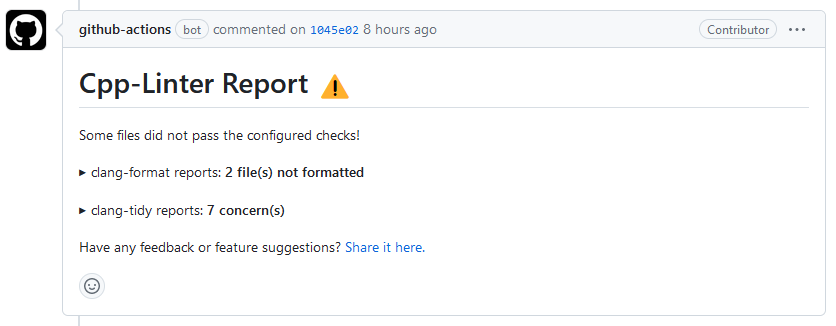 github-actions bot commented on 1045e02 8 hours ago Contributor
Cpp-Linter Report
Some files did not pass the configured checks!
clang-format reports: 2 file(s) not formatted
clang-tidy reports: 7 concern(s)
Have any feedback or feature suggestions? Share it here.